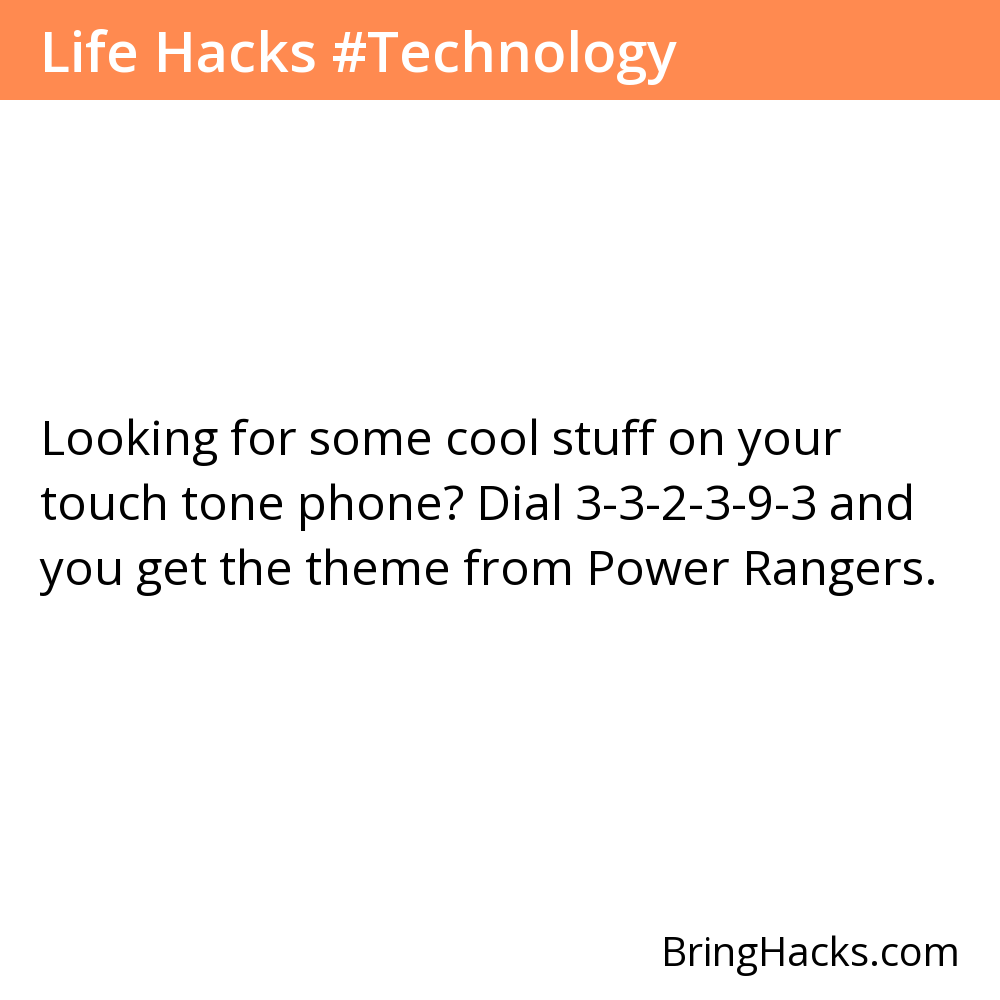 Life Hacks #Technology
Looking for some cool stuff on your
touch tone phone? Dial 3-3-2-3-9-3 and
you get the theme from Power Rangers.
BringHacks.com